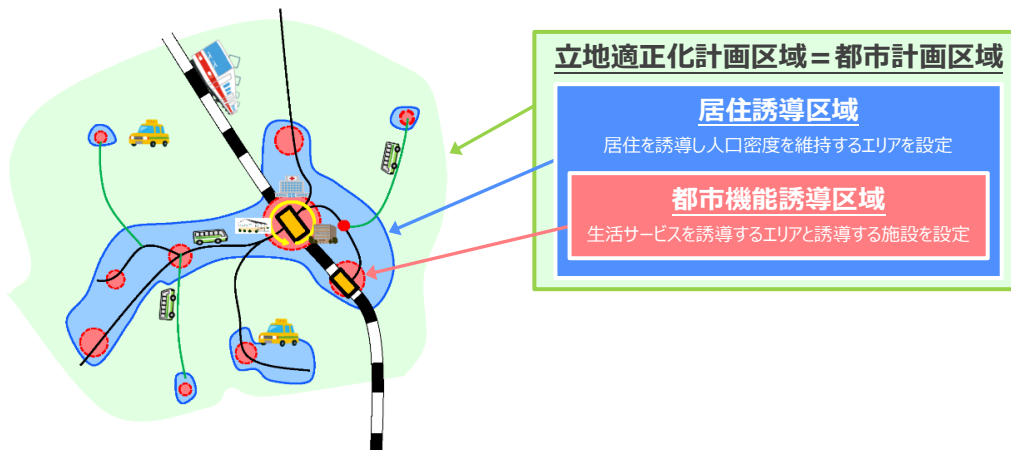 立地適正化計画区域＝都市計画区域
居住誘導区域
居住を誘導し人口密度を維持するエリアを設定
都市機能誘導区域
生活サービスを誘導するエリアと誘導する施設を設定